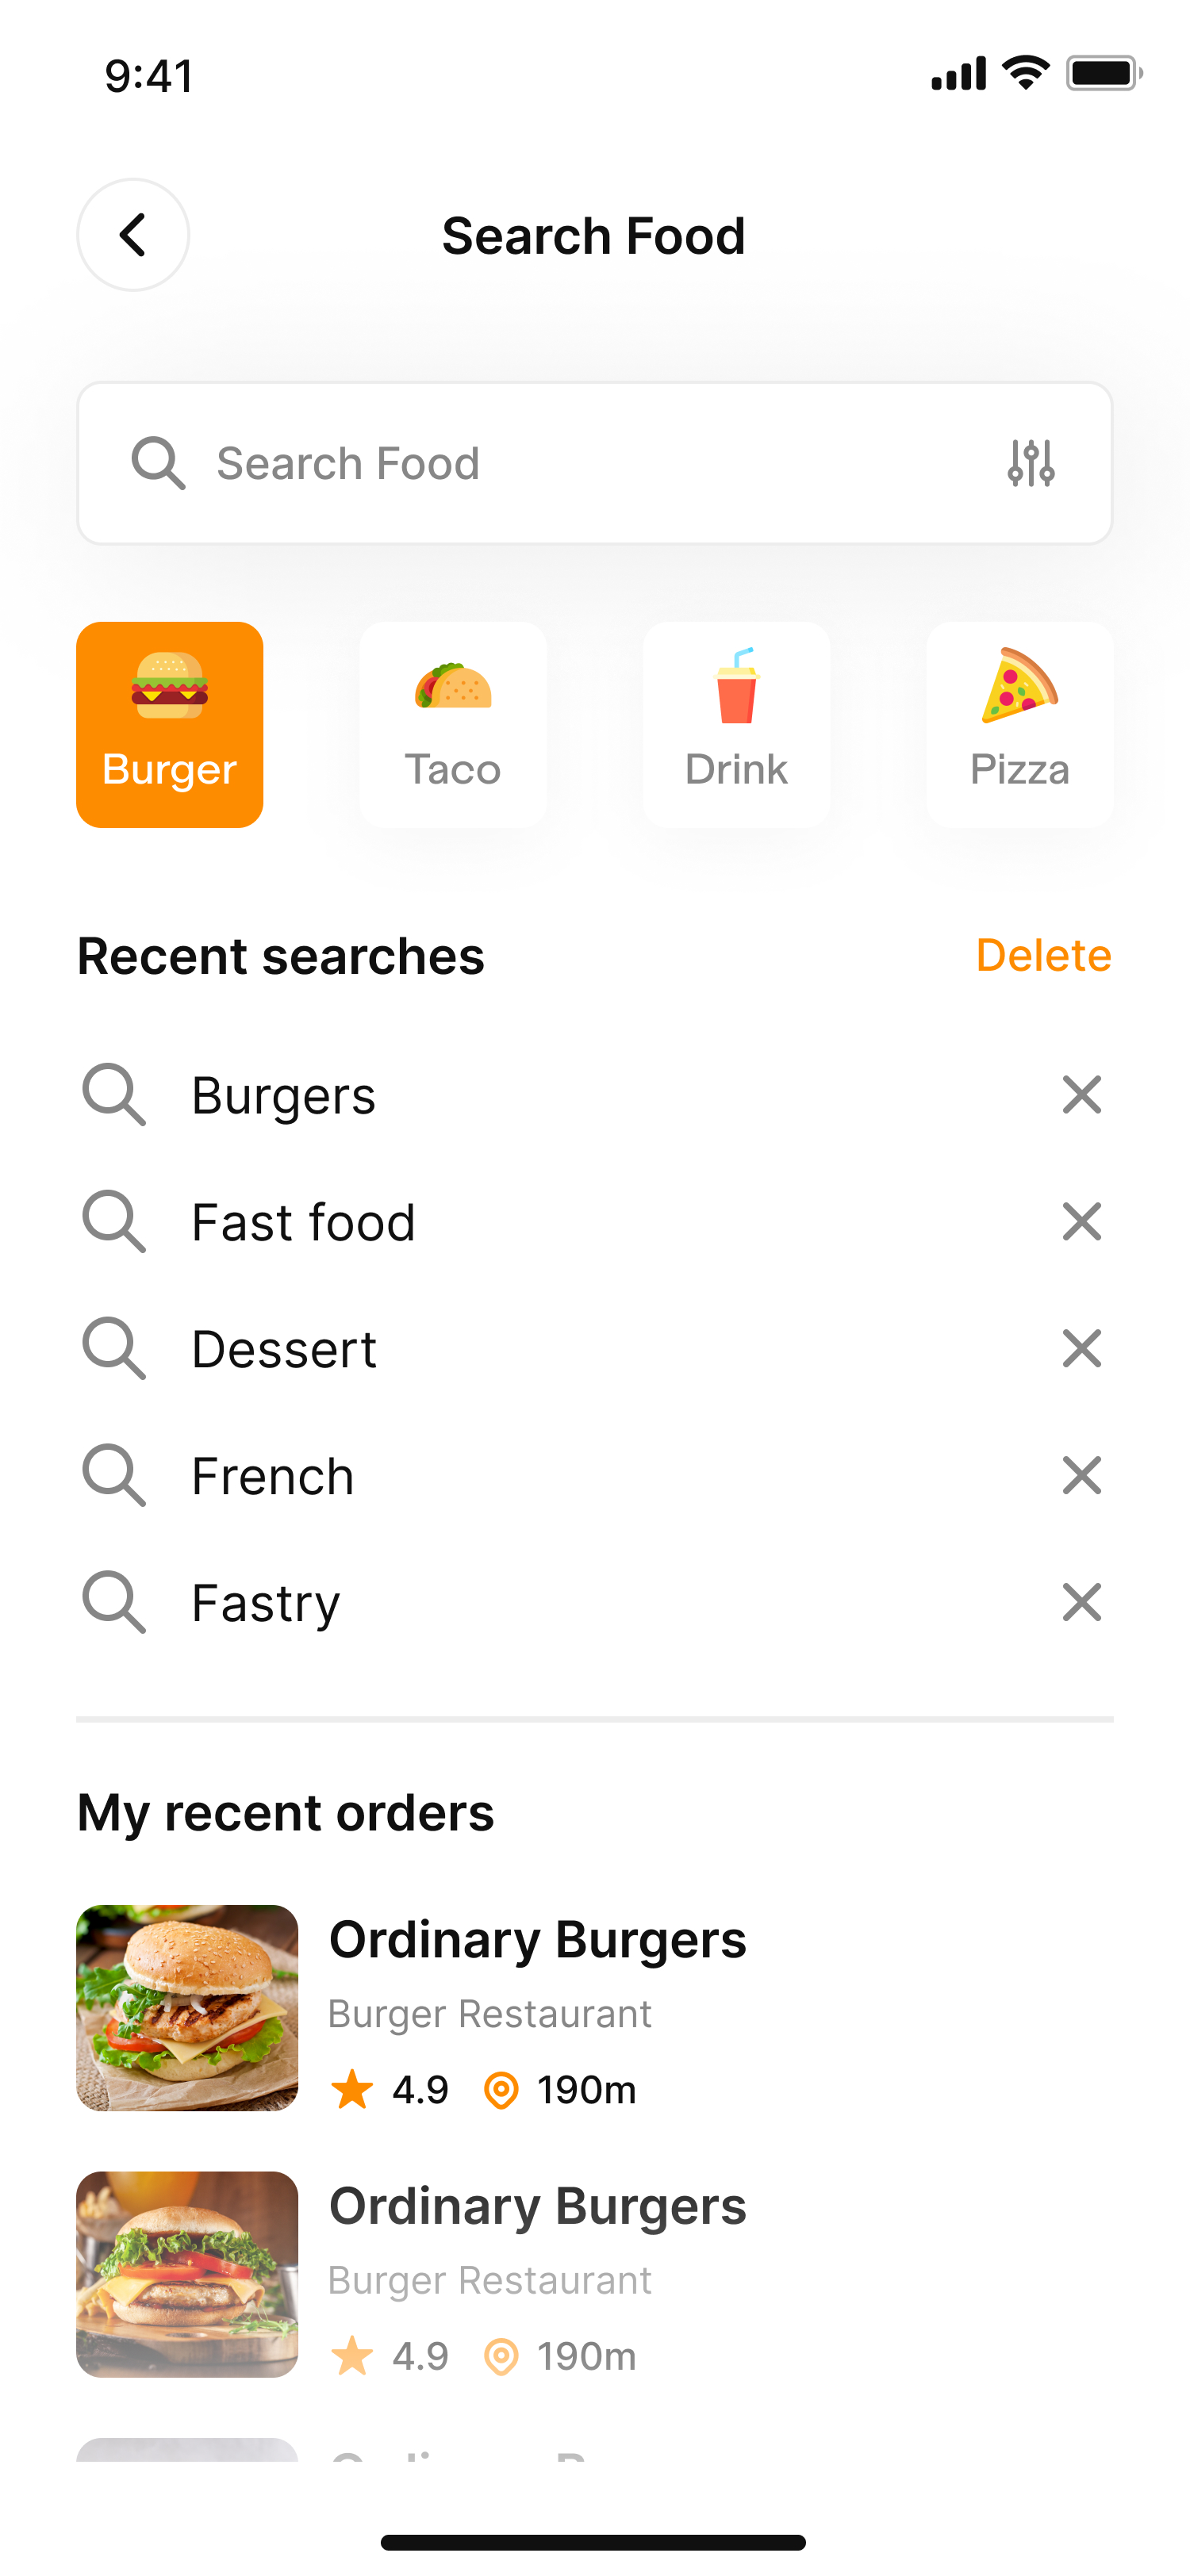 9:41
Search Food
Search Food
Burger
Taco
Drink
Pizza
Recent searches
Delete
Burgers
Fast food
Dessert
French
Fastry
My recent orders
Ordinary Burgers
Burger Restaurant
4.9
190m
Ordinary Burgers
Burger Restaurant
4.9
190m